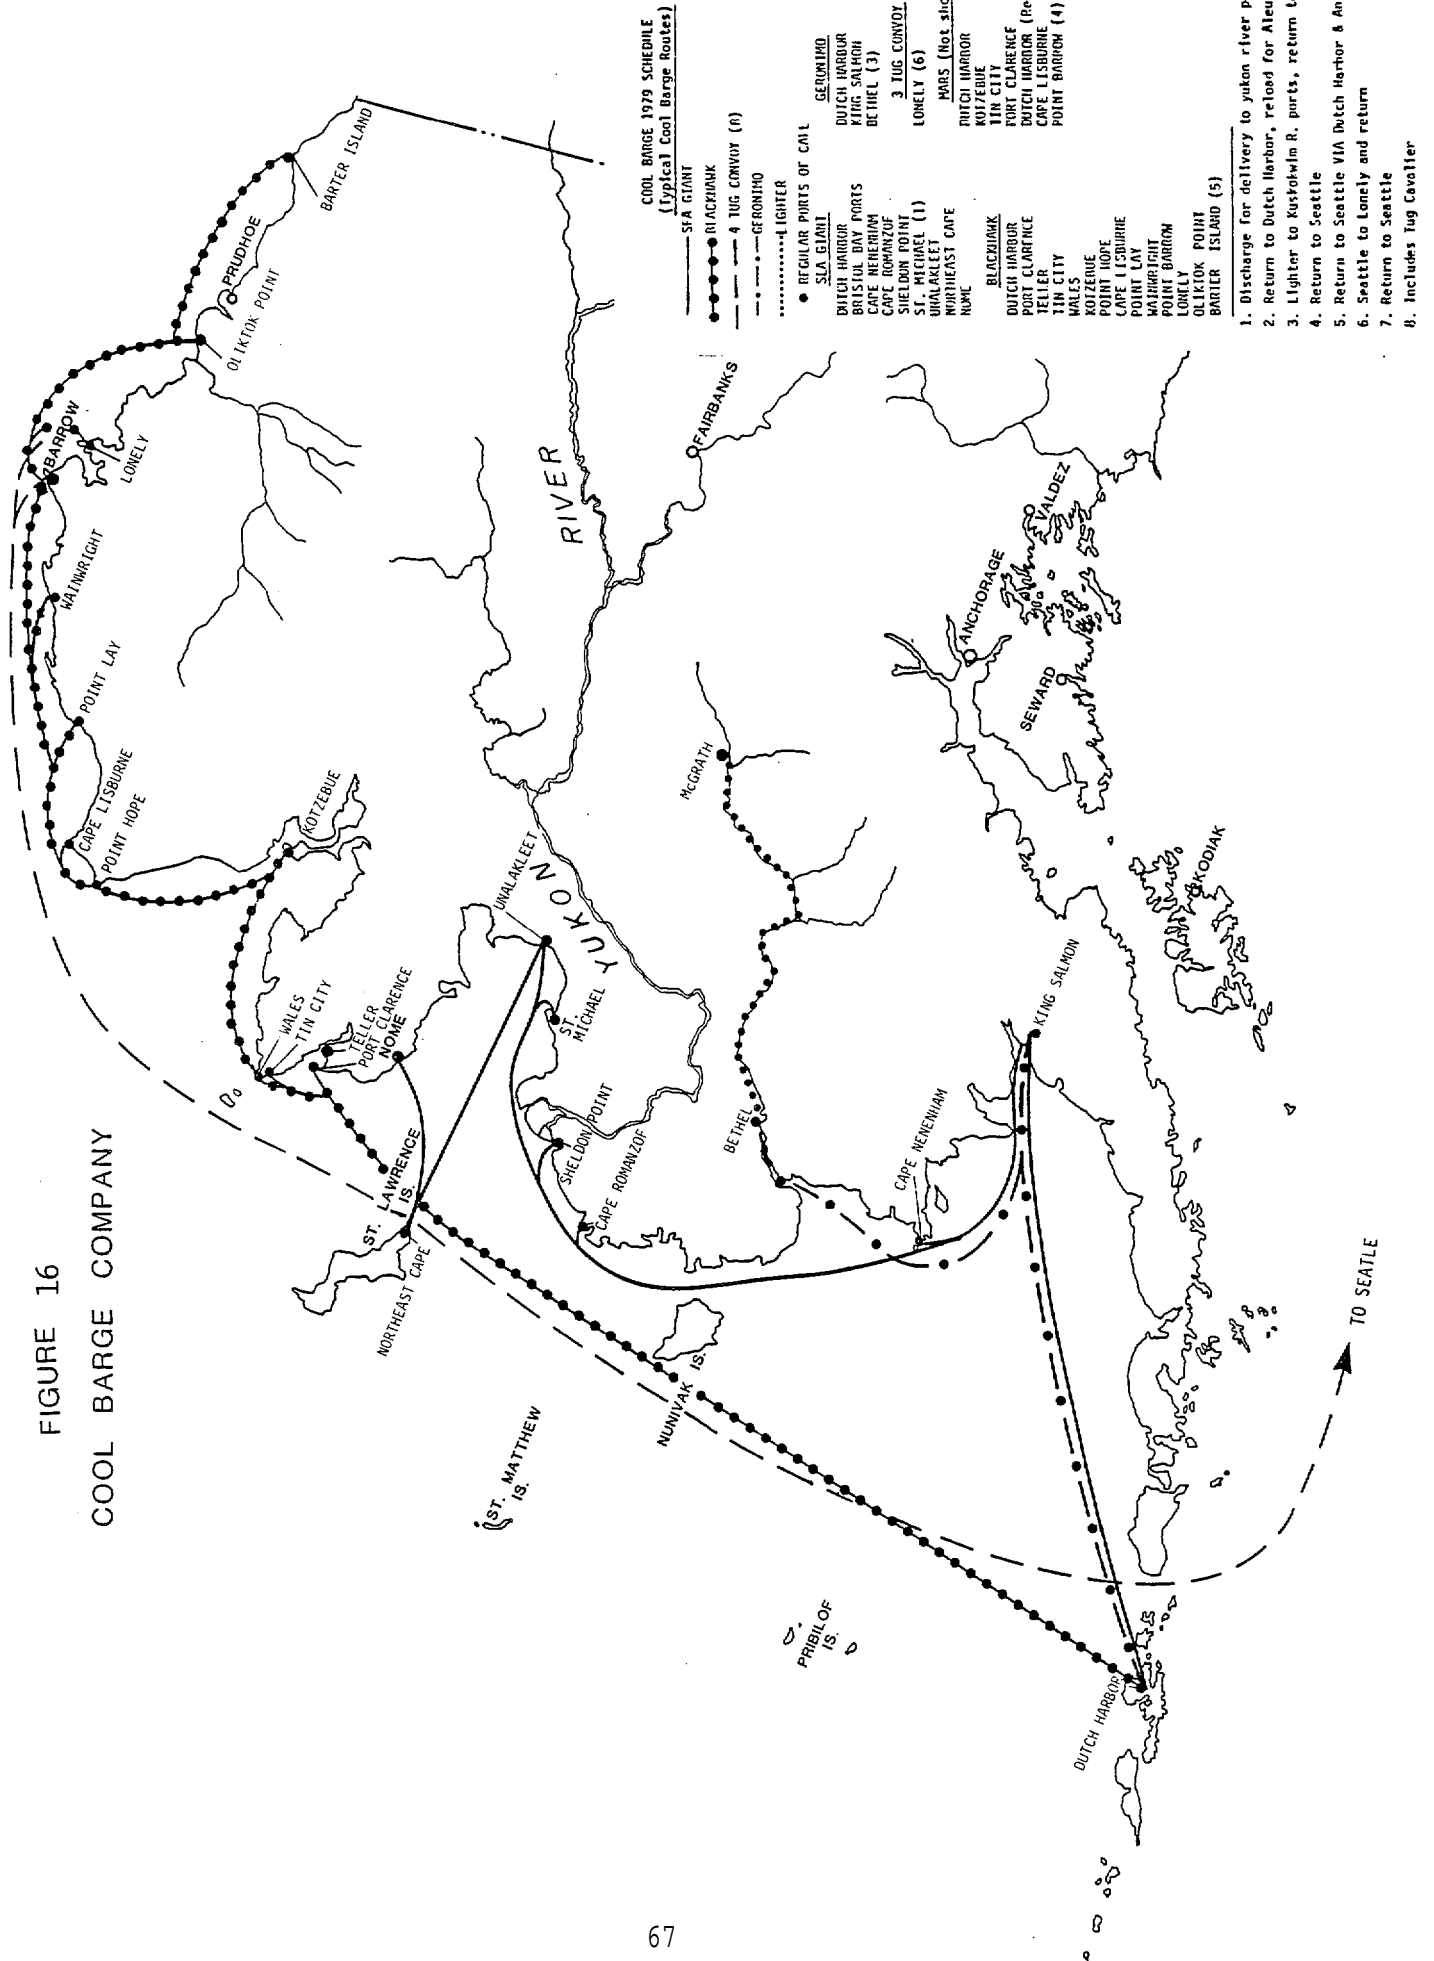 FIGURE 16
COOL BARGE COMPANY
BARTER ISLAND
PRUDHOE
OLIKTOK POINT
BARROW
LONELY
WAINWRIGHT
POINT LAY
CAPE LISBURNE
POINT HOPE
KOTZEBUE
WALES
TIN CITY
TELLER
PORT CLARENCE
NOME
ST. LAWRENCE
IS.
NORTHEAST CAPE
UNALAKLEET
ST.
MICHAEL
YUKON
RIVER
FAIRBANKS
SHELDON POINT
CAPE ROMANZOF
McGRATH
BETHEL
CAPE NENENHAM
KING SALMON
ANCHORAGE
VALDEZ
SEWARD
KODIAK
NUNIVAK IS.
ST. MATTHEW
IS.
PRIBILOF
IS.
DUTCH HARBOR
TO SEATLE
COOL BARGE 1979 SCHEDULE
(Typical Cool Barge Routes)
SEA GIANT
BLACKHAWK
4 TUG CONVOY (8)
GERONIMO
LIGHTER
REGULAR PORTS OF CALL
SEA GIANT
DUTCH HARBOR
BRISTOL BAY PORTS
CAPE NENENHAM
CAPE ROMANZOF
SHELDON POINT
ST. MICHAEL (1)
UNALAKLEET
NORTHEAST CAPE
NOME
BLACKHAWK
DUTCH HARBOR
PORT CLARENCE
TELLER
TIN CITY
WALES
KOTZEBUE
POINT HOPE
CAPE LISBURNE
POINT LAY
WAINWRIGHT
POINT BARROW
LONELY
OLIKTOK POINT
BARTER ISLAND (5)
GERONIMO
DUTCH HARBOR
KING SALMON
BETHEL (3)
3 TUG CONVOY
LONELY (6)
MARS (Not
DUTCH HARBOR
KOTZEBUE
TIN CITY
PORT CLARENCE
DUTCH HARBOR
CAPE LISBURNE
POINT BARROW (4)
1. Discharge for delivery to yukon river
2. Return to Dutch Harbor, reload for
3. Lighter to Kuskokwim R. ports, return
4. Return to Seattle
5. Return to Seattle VIA Dutch Harbor &
6. Seattle to Lonely and return
7. Return to Seattle
8. Includes Tug Cavalier
67